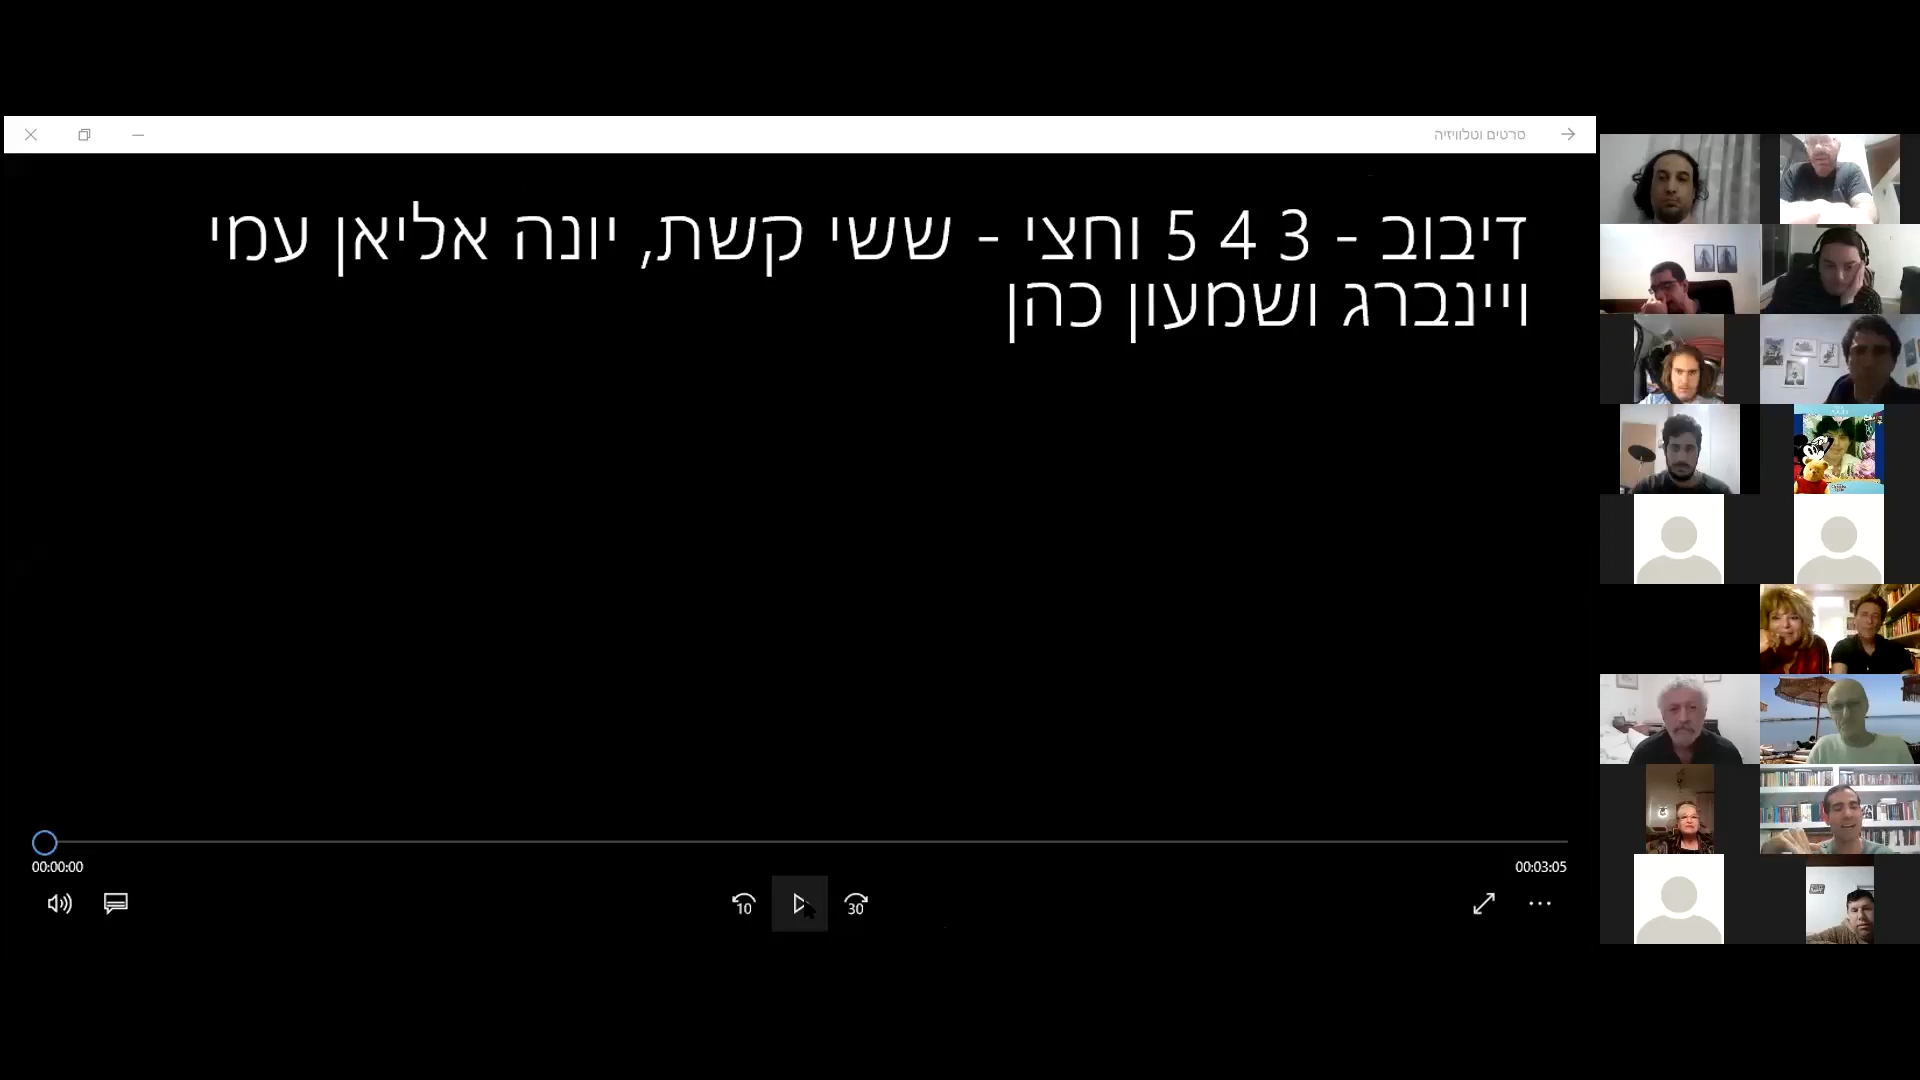 סרטים וטלוויזיה
דיבוב - 3 4 5 וחצי - ששי קשת, יונה אליאן עמי
ויינברג ושמעון כהן
00:00:00
00:03:05
10
30